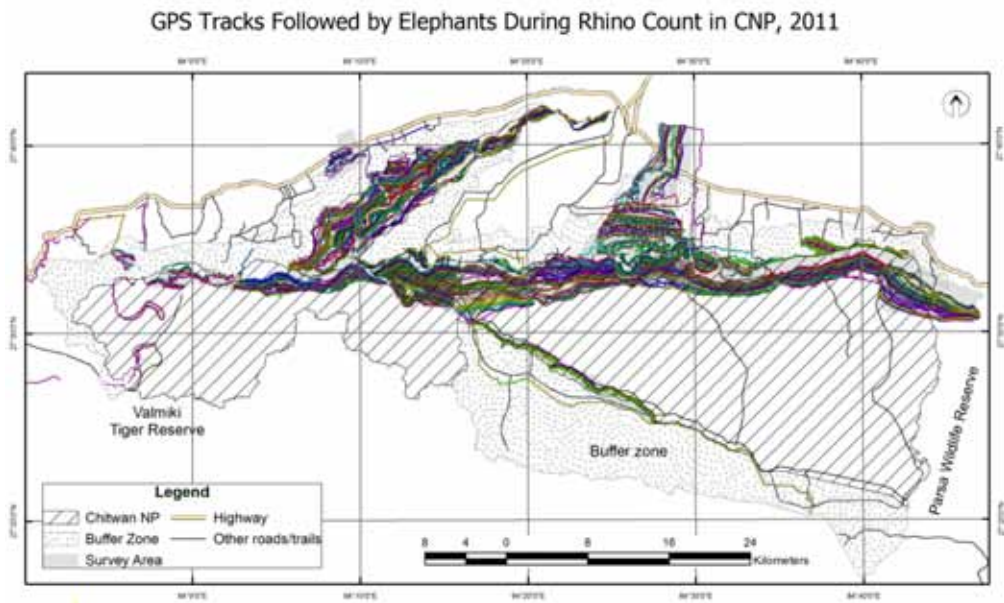 GPS Tracks Followed by Elephants During Rhino Count in CNP, 2011
Valmiki
Tiger Reserve
Buffer zone
Parsa Wildlife Reserve
Legend
Chitwan NP
Highway
Buffer Zone
Other roads/trails
Survey Area
8 4 0 8 16 24
Kilometers